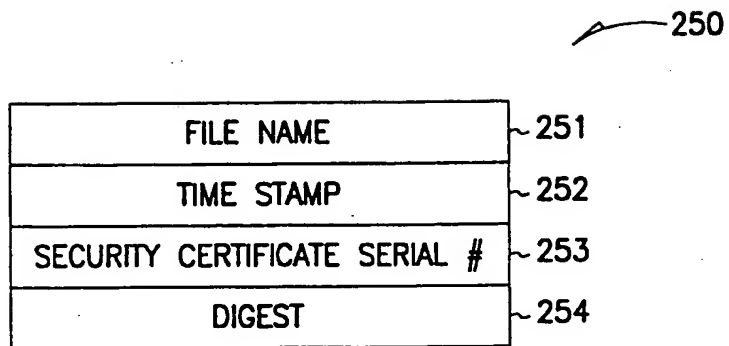 250
FILE NAME 251
TIME STAMP 252
SECURITY CERTIFICATE SERIAL # 253
DIGEST 254